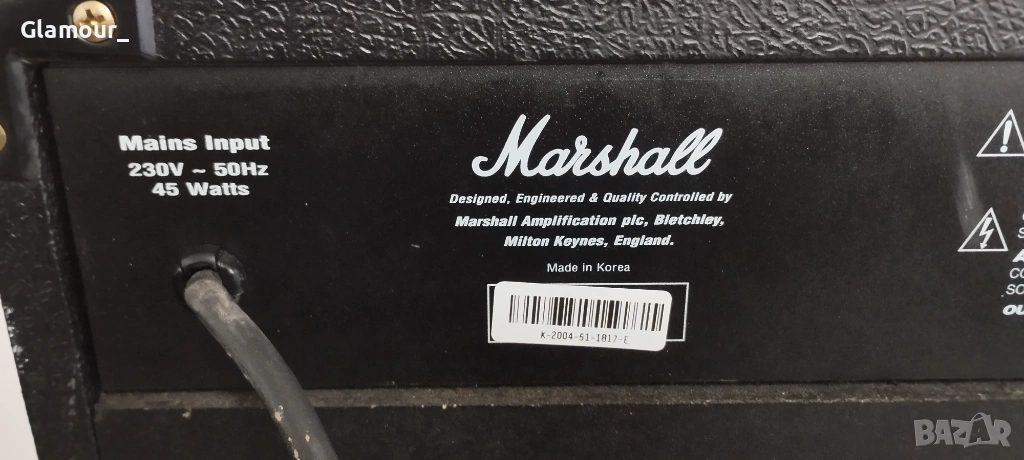 Glamour_
Mains Input
230V ~ 50Hz
45 Watts
Marshall
Designed, Engineered & Quality Controlled by
Marshall Amplification plc, Bletchley,
Milton Keynes, England.
Made in Korea
K-2004-51-1817-E
BAZAR